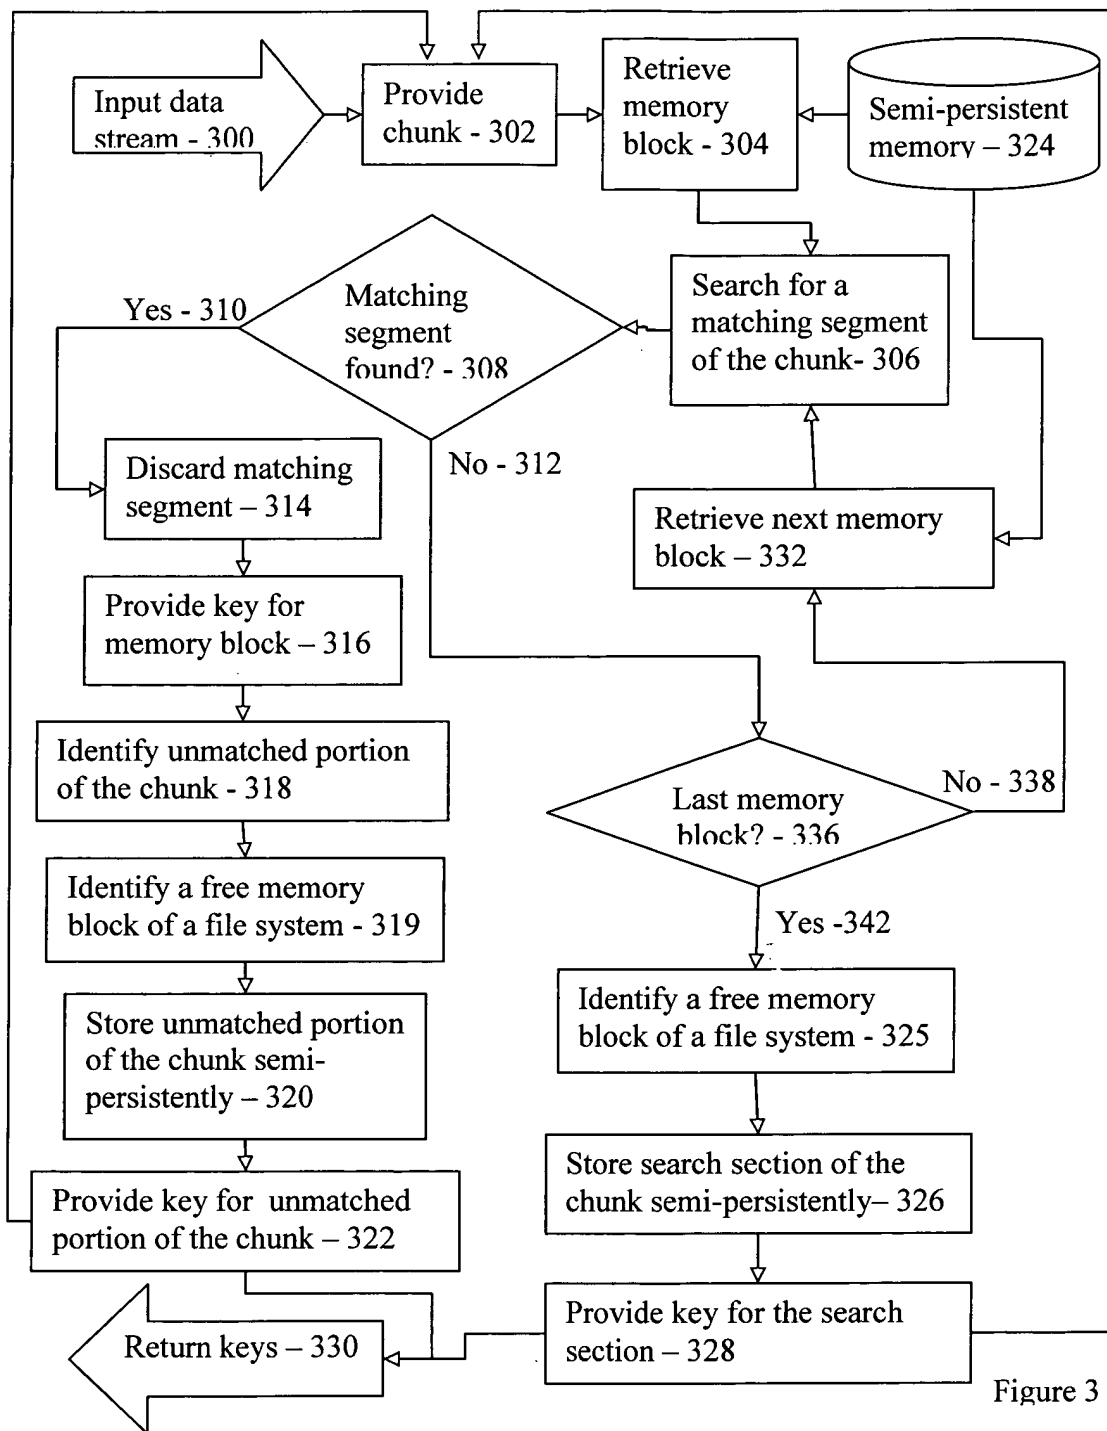 Input data
stream - 300
Provide
chunk - 302
Retrieve
memory
block - 304
Semi-persistent
memory – 324
Yes - 310
Matching
segment
found? - 308
Search for a
matching segment
of the chunk- 306
No - 312
Discard matching
segment – 314
Retrieve next memory
block – 332
Provide key for
memory block – 316
Identify unmatched portion
of the chunk - 318
No - 338
Last memory
block? - 336
Identify a free memory
block of a file system - 319
Yes -342
Store unmatched portion
of the chunk semi-
persistently – 320
Identify a free memory
block of a file system - 325
Store search section of the
chunk semi-persistently– 326
Provide key for unmatched
portion of the chunk – 322
Provide key for the search
section – 328
Return keys – 330
Figure 3